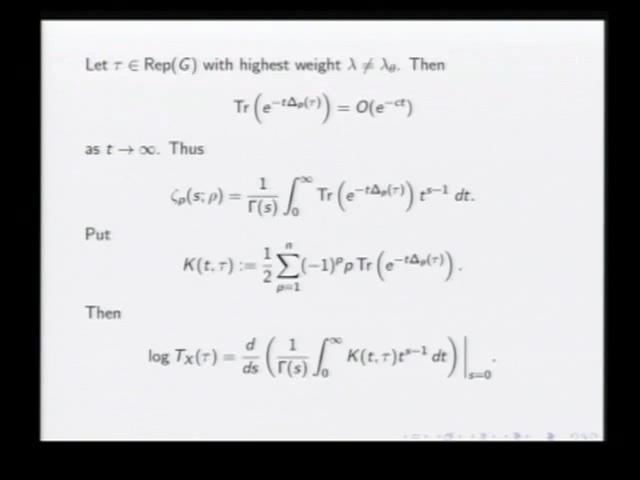 Let τ ∈ Rep(G) with highest weight λ ≠ λ_θ. Then
Tr(e^{-tΔ_p(τ)}) = O(e^{-ct})
as t → ∞. Thus
ζ_p(s; ρ) = 1/Γ(s) ∫_0^∞ Tr(e^{-tΔ_p(τ)}) t^{s-1} dt.
Put
K(t, τ) := 1/2 ∑_{p=1}^{n} (-1)^p p Tr(e^{-tΔ_p(τ)}).
Then
log T_X(τ) = d/ds (1/Γ(s) ∫_0^∞ K(t, τ) t^{s-1} dt)|_{s=0}.